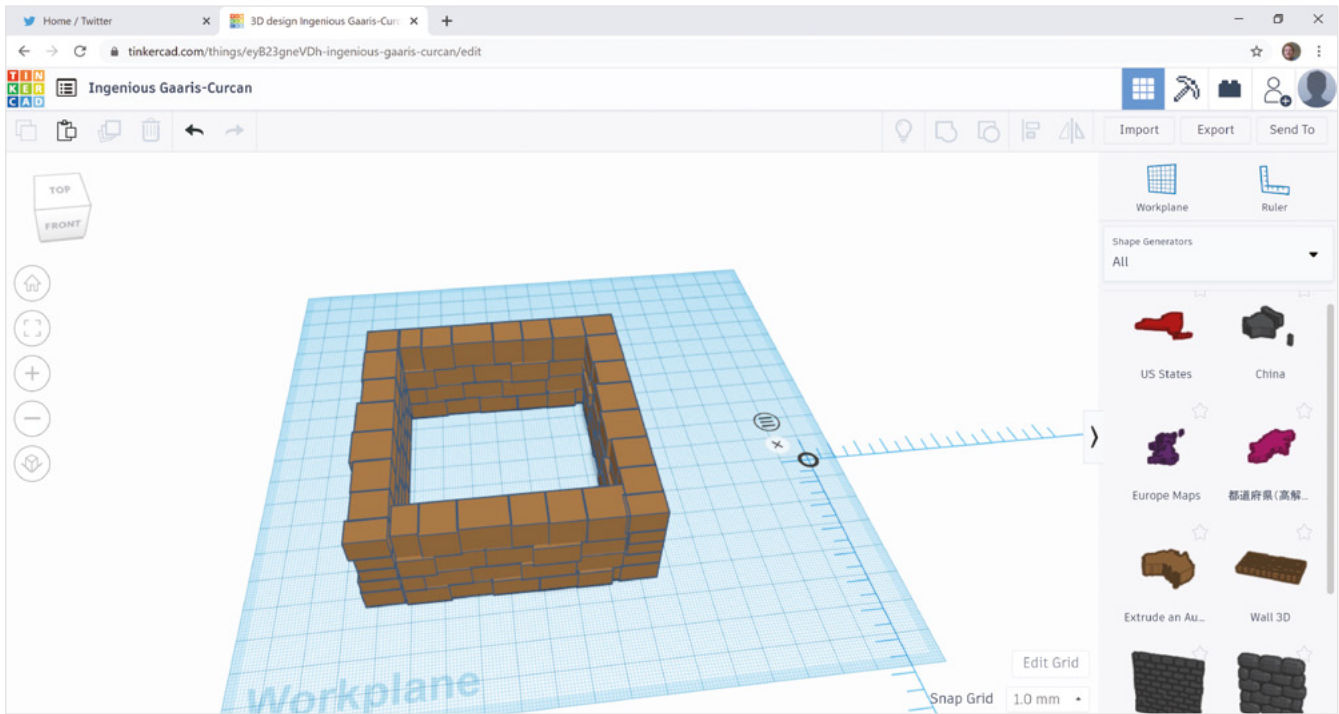 Home / Twitter
3D design Ingenious Gaaris-Cur
tinkercad.com/things/eyB23gneVDh-ingenious-gaaris-curcan/edit
TIN
KER
CAD
Ingenious Gaaris-Curcan
Import Export Send To
TOP
FRONT
Workplane Ruler
Shape Generators
All
US States China
Europe Maps 都道府県(高解...
Extrude an Au... Wall 3D
Workplane
Edit Grid
Snap Grid 1.0 mm